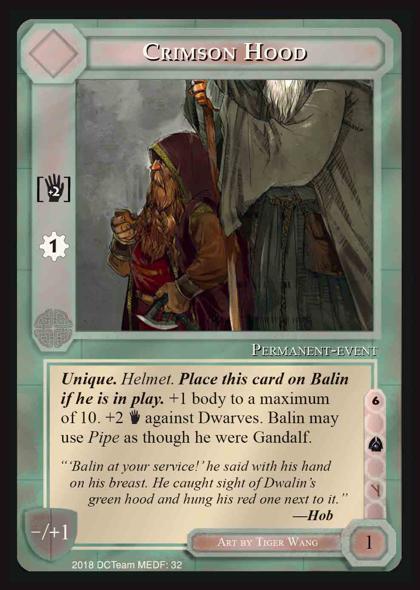 Crimson Hood
[2]
1
Permanent-event
Unique. Helmet. Place this card on Balin
if he is in play. +1 body to a maximum
of 10. +2 against Dwarves. Balin may
use Pipe as though he were Gandalf.
“‘Balin at your service!’ he said with his hand
on his breast. He caught sight of Dwalin’s
green hood and hung his red one next to it.”
—Hob
6
–/+1
Art by Tiger Wang
1
2018 DCTeam MEDF: 32